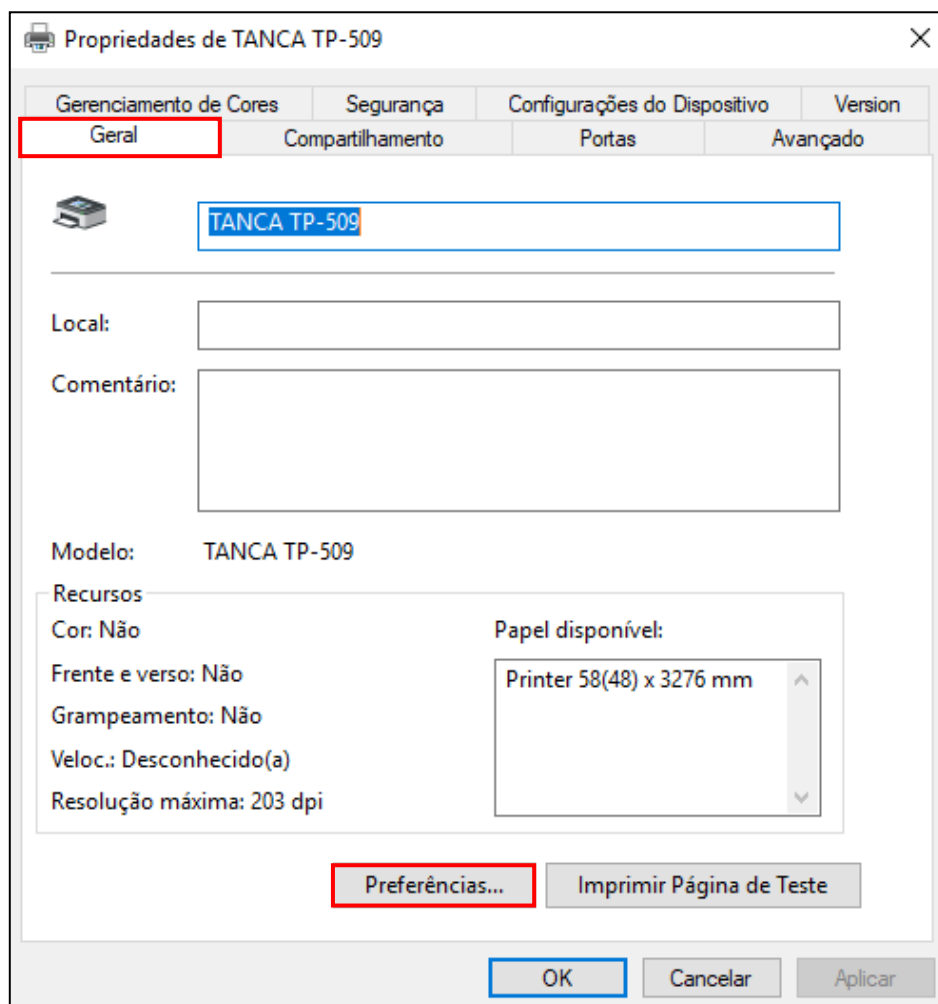 Propriedades de TANCA TP-509
Gerenciamento de Cores Segurança Configurações do Dispositivo Version
Geral Compartilhamento Portas Avançado
TANCA TP-509
Local:
Comentário:
Modelo: TANCA TP-509
Recursos
Cor: Não
Frente e verso: Não
Grampeamento: Não
Veloc.: Desconhecido(a)
Resolução máxima: 203 dpi
Papel disponível:
Printer 58(48) x 3276 mm
Preferências... Imprimir Página de Teste
OK Cancelar Aplicar